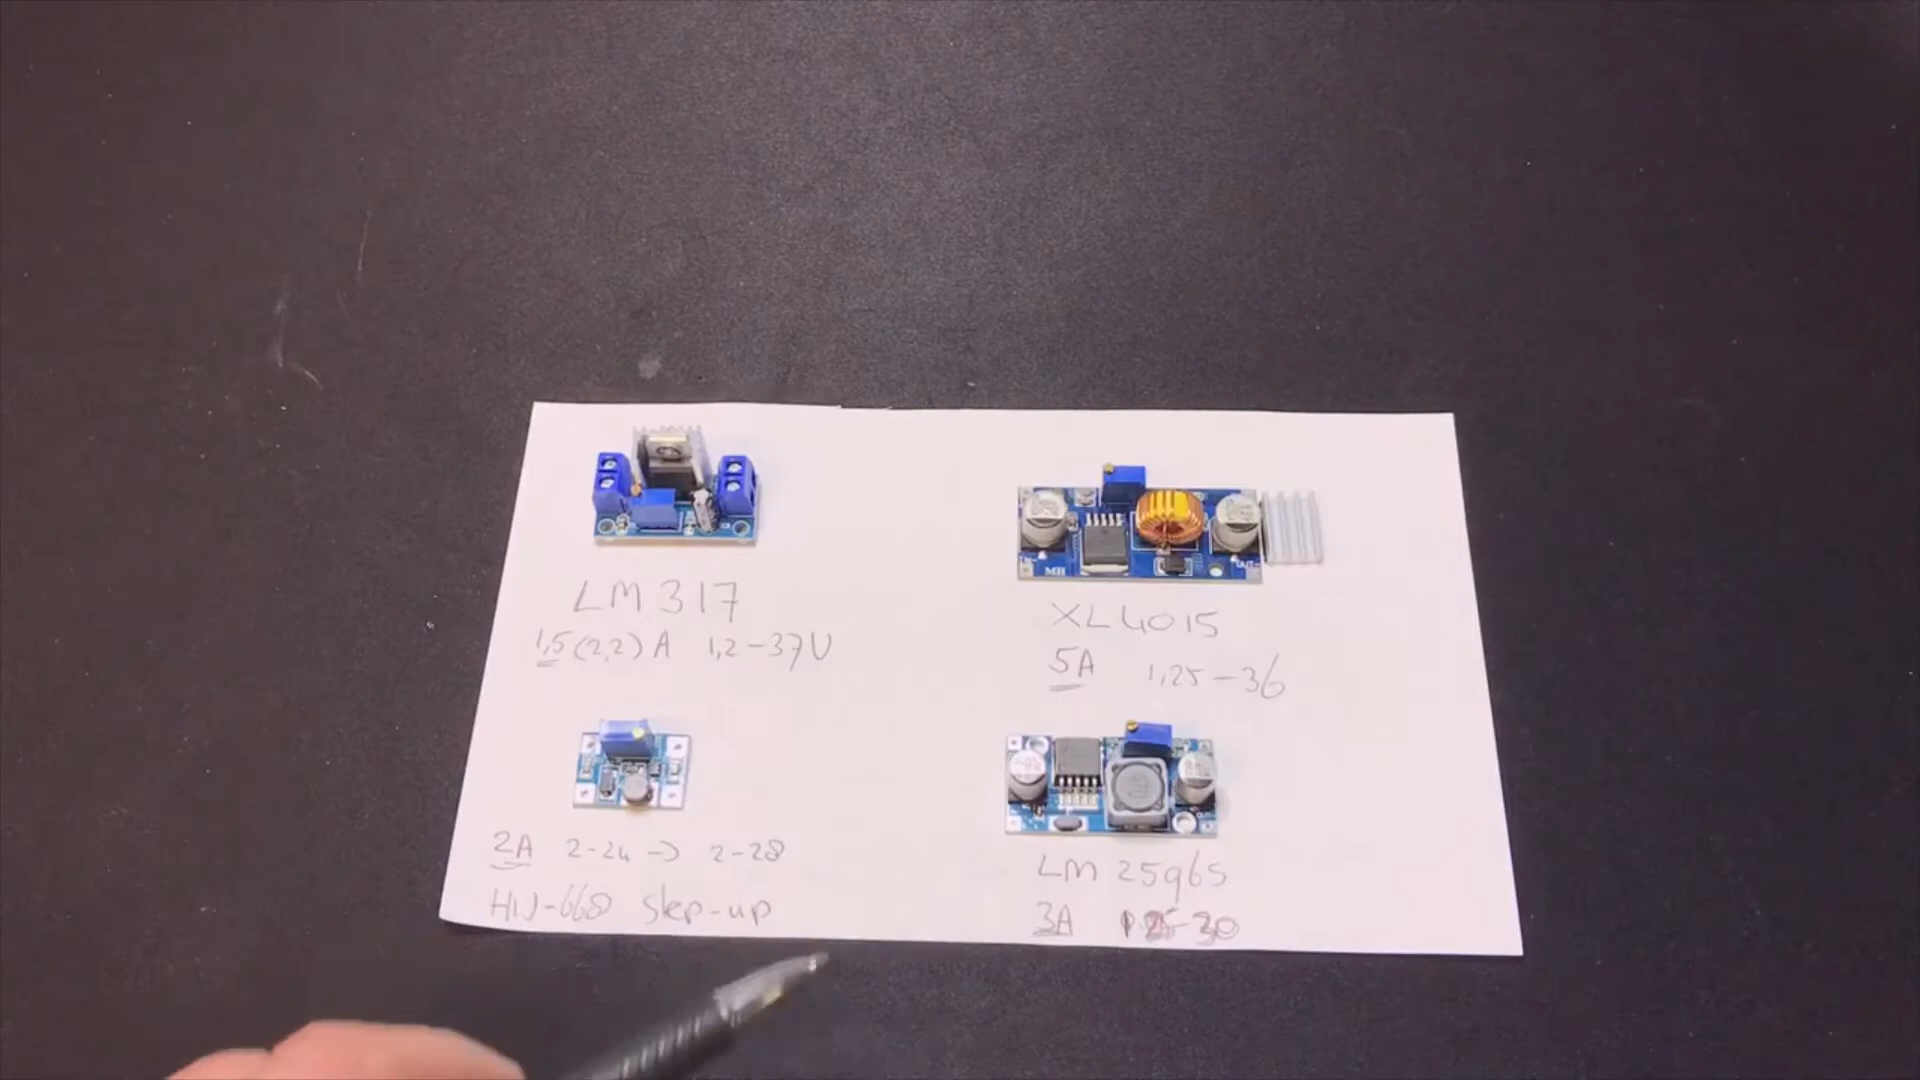 LM317
1,5 (2,2) A 1,2-37V
XL4015
5A 1,25-36
MH
2A 2-24 -> 2-28
HW-668 Step-up
LM2596S
3A